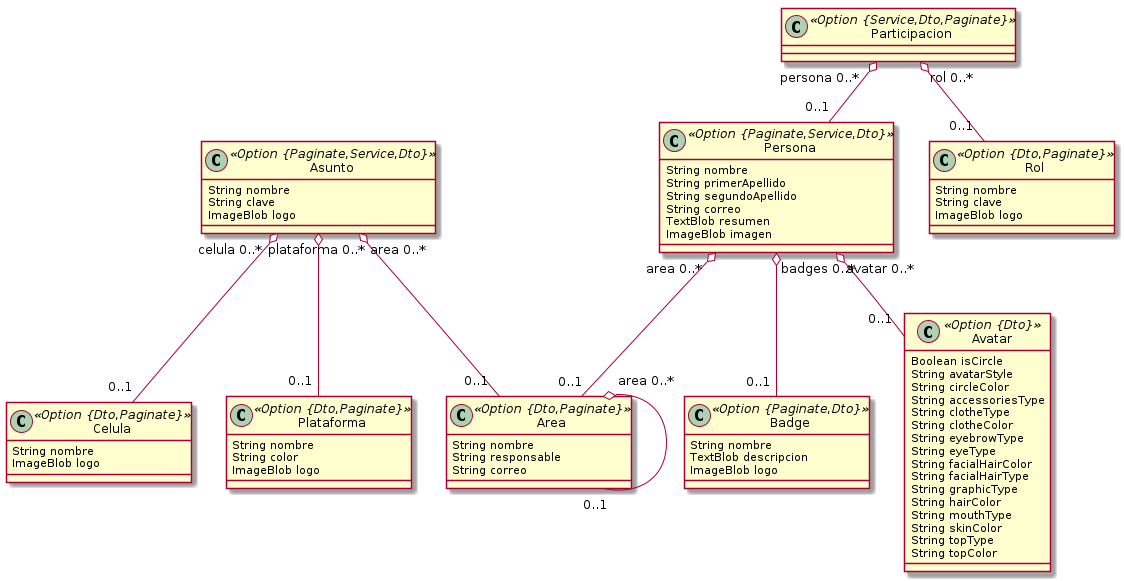 «Option {Service,Dto,Paginate}»
C
Participacion
persona 0..*
rol 0..*
0..1
0..1
«Option {Paginate,Service,Dto}»
C
Persona
String nombre
String primerApellido
String segundoApellido
String correo
TextBlob resumen
ImageBlob imagen
«Option {Dto,Paginate}»
C
Rol
String nombre
String clave
ImageBlob logo
«Option {Paginate,Service,Dto}»
C
Asunto
String nombre
String clave
ImageBlob logo
celula 0..*
plataforma 0..*
area 0..*
area 0..*
badges 0..*
avatar 0..*
0..1
0..1
0..1
0..1
0..1
0..1
area 0..*
0..1
«Option {Dto,Paginate}»
C
Celula
String nombre
ImageBlob logo
«Option {Dto,Paginate}»
C
Plataforma
String nombre
String color
ImageBlob logo
«Option {Dto,Paginate}»
C
Area
String nombre
String responsable
String correo
«Option {Paginate,Dto}»
C
Badge
String nombre
TextBlob descripcion
ImageBlob logo
«Option {Dto}»
C
Avatar
Boolean isCircle
String avatarStyle
String circleColor
String accessoriesType
String clotheType
String clotheColor
String eyebrowType
String eyeType
String facialHairColor
String facialHairType
String graphicType
String hairColor
String mouthType
String skinColor
String topType
String topColor